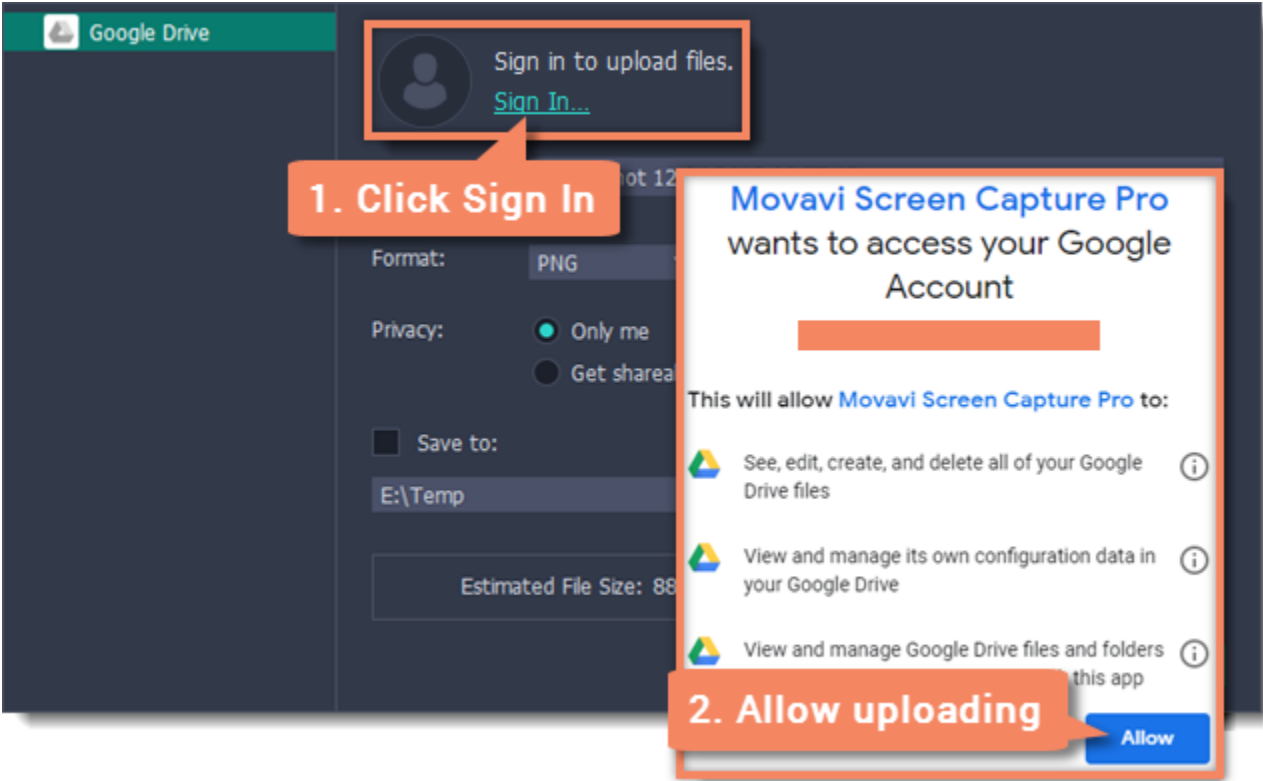 Google Drive
Sign in to upload files.
Sign In...
1. Click Sign In
12
Format:
PNG
Privacy:
Only me
Get
Save to:
E:\Temp
Estimated File Size: 88
Movavi Screen Capture Pro
wants to access your Google
Account
This will allow Movavi Screen Capture Pro to:
See, edit, create, and delete all of your Google
Drive files
View and manage its own configuration data in
your Google Drive
View and manage Google Drive files and folders
this app
2. Allow uploading
Allow